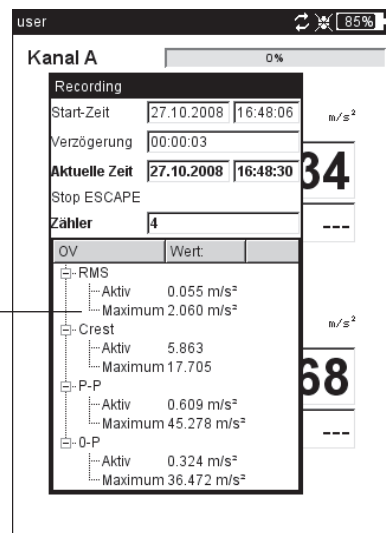 user 85%
Kanal A 0%
Recording
Start-Zeit 27.10.2008 16:48:06
m/s²
Verzögerung 00:00:03
Aktuelle Zeit 27.10.2008 16:48:30
34
Stop ESCAPE
Zähler 4
---
OV Wert:
RMS
Aktiv 0.055 m/s²
Maximum 2.060 m/s²
m/s²
Crest
Aktiv 5.863
Maximum 17.705
68
P-P
Aktiv 0.609 m/s²
Maximum 45.278 m/s²
---
0-P
Aktiv 0.324 m/s²
Maximum 36.472 m/s²